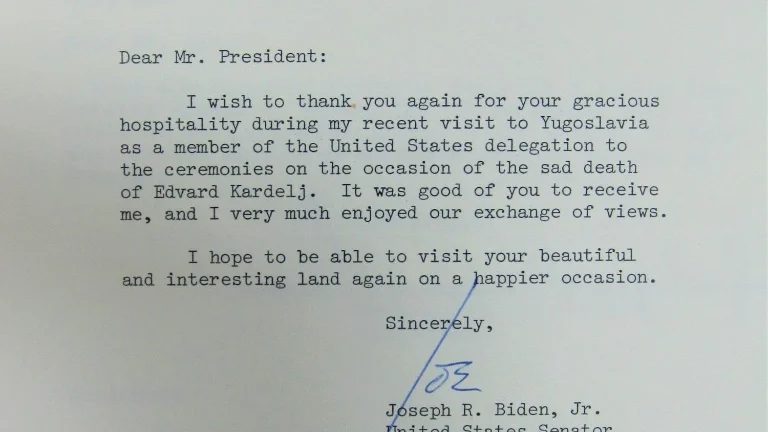 Dear Mr. President:
I wish to thank you again for your gracious
hospitality during my recent visit to Yugoslavia
as a member of the United States delegation to
the ceremonies on the occasion of the sad death
of Edvard Kardelj. It was good of you to receive
me, and I very much enjoyed our exchange of views.
I hope to be able to visit your beautiful
and interesting land again on a happier occasion.
Sincerely,
Joe
Joseph R. Biden, Jr.
United States Senator